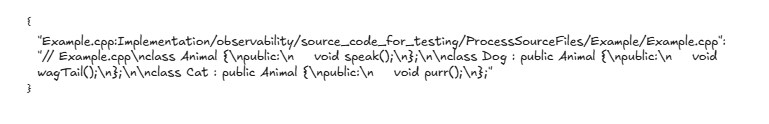 {
"Example.cpp:Implementation/observability/source_code_for_testing/ProcessSourceFiles/Example/Example.cpp":
"// Example.cpp\nclass Animal {\npublic:\n    void speak();\n};\n\nclass Dog : public Animal {\npublic:\n    void
wagTail();\n};\n\nclass Cat : public Animal {\npublic:\n    void purr();\n};"
}